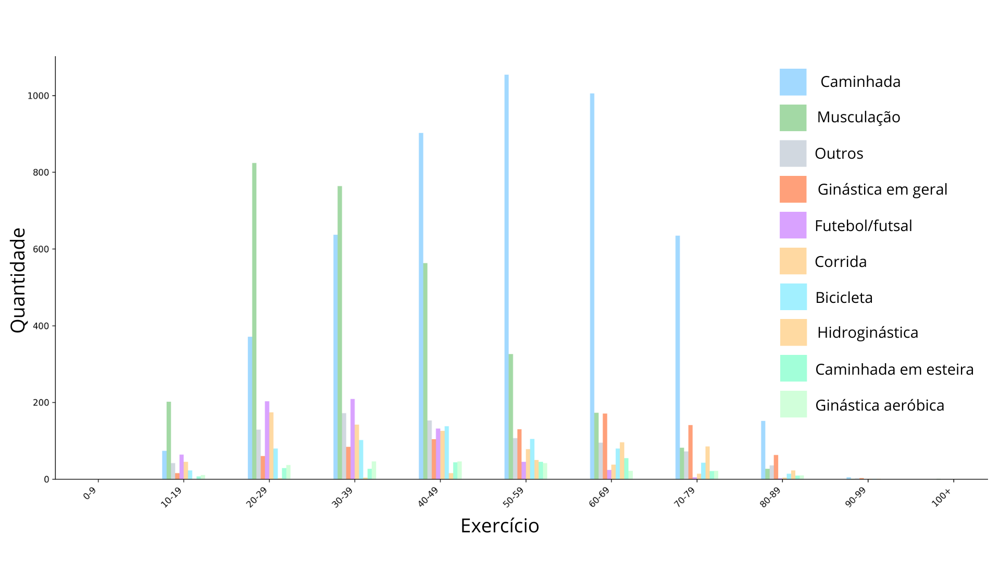 Quantidade
1000
800
600
400
200
0
0-9
10-19
20-29
30-39
40-49
50-59
60-69
70-79
80-89
90-99
100+
Exercício
Caminhada
Musculação
Outros
Ginástica em geral
Futebol/futsal
Corrida
Bicicleta
Hidroginástica
Caminhada em esteira
Ginástica aeróbica